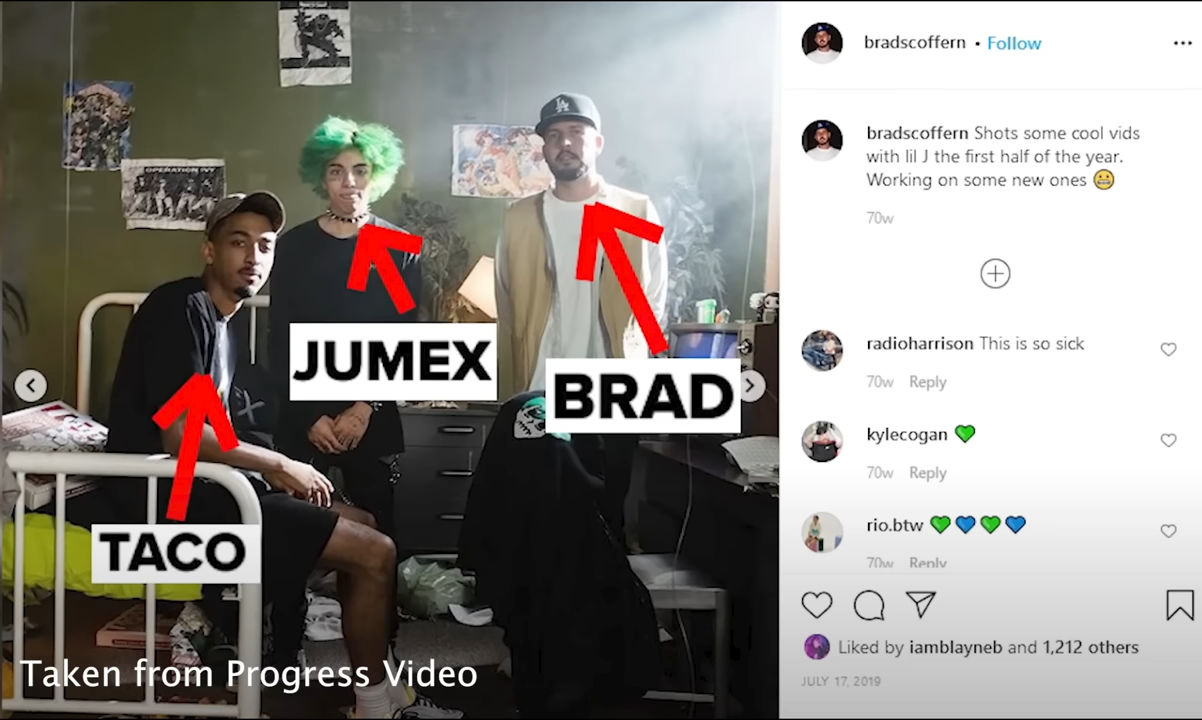 bradscoffern • Follow
bradscoffern Shots some cool vids
with lil J the first half of the year.
Working on some new ones 😬
70w
radioharrison This is so sick
70w Reply
kylecogan 💚
70w Reply
rio.btw 💚💙💚💙
70w Reply
Liked by iamblayneb and 1,212 others
JULY 17, 2019
OPERATION IVY
LA
JUMEX
BRAD
TACO
Taken from Progress Video